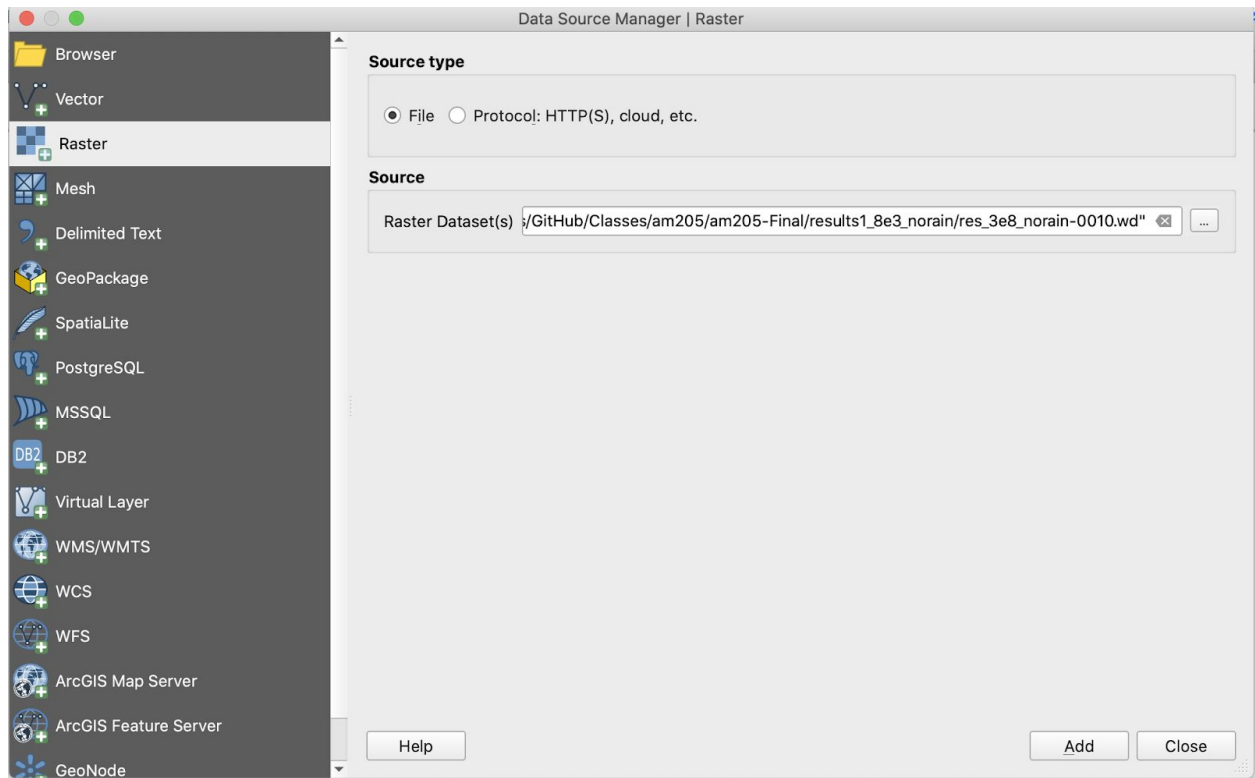 Data Source Manager | Raster
Browser
Vector
Raster
Mesh
Delimited Text
GeoPackage
SpatiaLite
PostgreSQL
MSSQL
DB2
DB2
Virtual Layer
WMS/WMTS
WCS
WFS
ArcGIS Map Server
ArcGIS Feature Server
GeoNode
Source type
File
Protocol: HTTP(S), cloud, etc.
Source
Raster Dataset(s)
s/GitHub/Classes/am205/am205-Final/results1_8e3_norain/res_3e8_norain-0010.wd"
...
Help
Add
Close